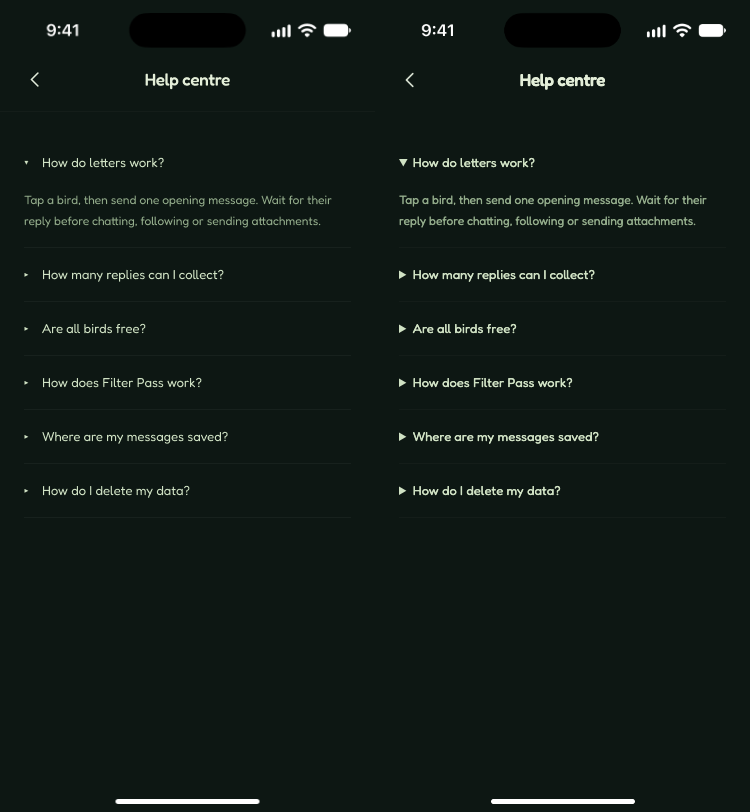 9:41
Help centre
How do letters work?
Tap a bird, then send one opening message. Wait for their
reply before chatting, following or sending attachments.
How many replies can I collect?
Are all birds free?
How does Filter Pass work?
Where are my messages saved?
How do I delete my data?
9:41
Help centre
How do letters work?
Tap a bird, then send one opening message. Wait for their
reply before chatting, following or sending attachments.
How many replies can I collect?
Are all birds free?
How does Filter Pass work?
Where are my messages saved?
How do I delete my data?